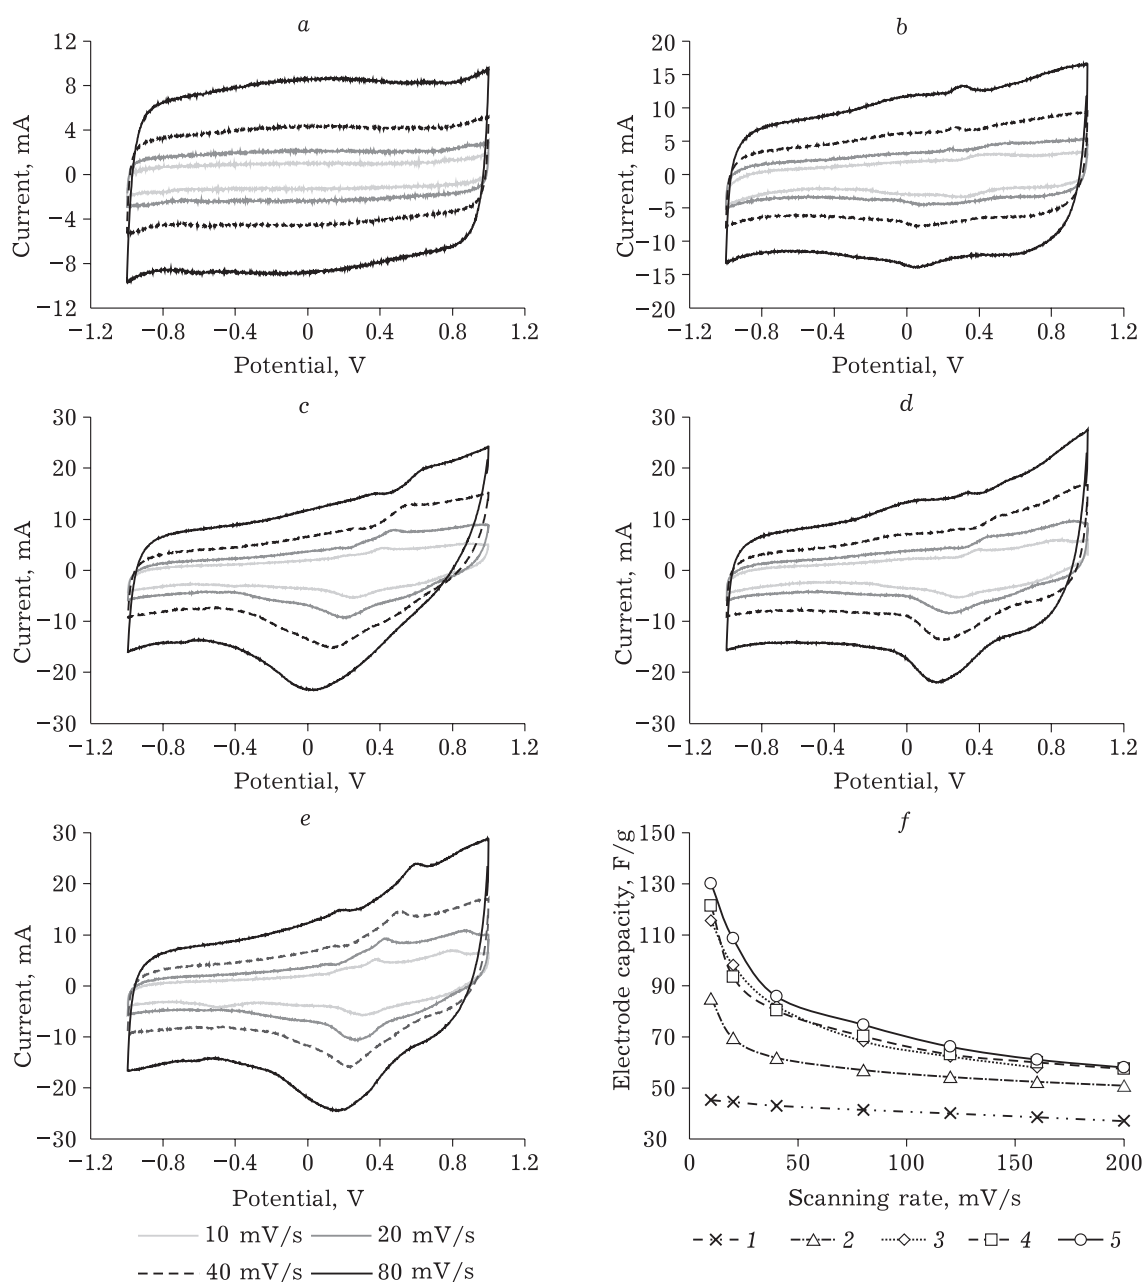 a
12
8
4
0
−4
−8
−12
Current, mA
−1.2 −0.8 −0.4 0 0.4 0.8 1.2
Potential, V
b
20
15
10
5
0
−5
−10
−15
−20
Current, mA
−1.2 −0.8 −0.4 0 0.4 0.8 1.2
Potential, V
c
30
20
10
0
−10
−20
−30
Current, mA
−1.2 −0.8 −0.4 0 0.4 0.8 1.2
Potential, V
d
30
20
10
0
−10
−20
−30
Current, mA
−1.2 −0.8 −0.4 0 0.4 0.8 1.2
Potential, V
e
30
20
10
0
−10
−20
−30
Current, mA
−1.2 −0.8 −0.4 0 0.4 0.8 1.2
Potential, V
10 mV/s 20 mV/s
40 mV/s 80 mV/s
f
150
130
110
90
70
50
30
Electrode capacity, F/g
0 50 100 150 200
Scanning rate, mV/s
1 2 3 4 5